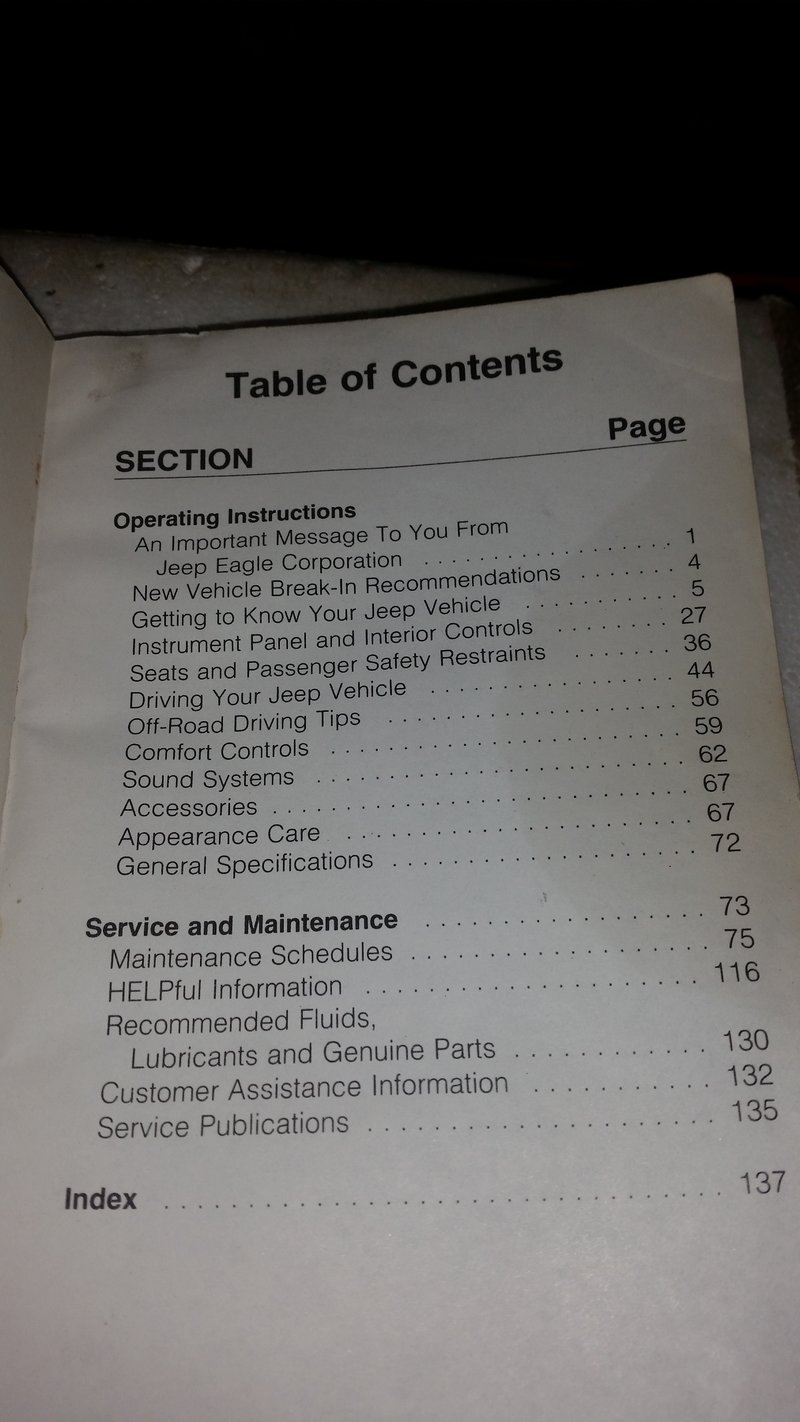 Table of Contents
SECTION Page
Operating Instructions
An Important Message To You From
Jeep Eagle Corporation . . . . . . . . . . . . . . . . . . 1
New Vehicle Break-In Recommendations . . . . . . . 4
Getting to Know Your Jeep Vehicle . . . . . . . . . . . 5
Instrument Panel and Interior Controls . . . . . . . . 27
Seats and Passenger Safety Restraints . . . . . . . 36
Driving Your Jeep Vehicle . . . . . . . . . . . . . . . . . 44
Off-Road Driving Tips . . . . . . . . . . . . . . . . . . . . 56
Comfort Controls . . . . . . . . . . . . . . . . . . . . . . . . 59
Sound Systems . . . . . . . . . . . . . . . . . . . . . . . . . 62
Accessories . . . . . . . . . . . . . . . . . . . . . . . . . . . . 67
Appearance Care . . . . . . . . . . . . . . . . . . . . . . . . 67
General Specifications . . . . . . . . . . . . . . . . . . . . 72
Service and Maintenance . . . . . . . . . . . . . . . . . 73
Maintenance Schedules . . . . . . . . . . . . . . . . . . 75
HELPful Information . . . . . . . . . . . . . . . . . . . . 116
Recommended Fluids,
Lubricants and Genuine Parts . . . . . . . . . . . . 130
Customer Assistance Information . . . . . . . . . . . 132
Service Publications . . . . . . . . . . . . . . . . . . . . . 135
Index . . . . . . . . . . . . . . . . . . . . . . . . . . . . . . . . . 137